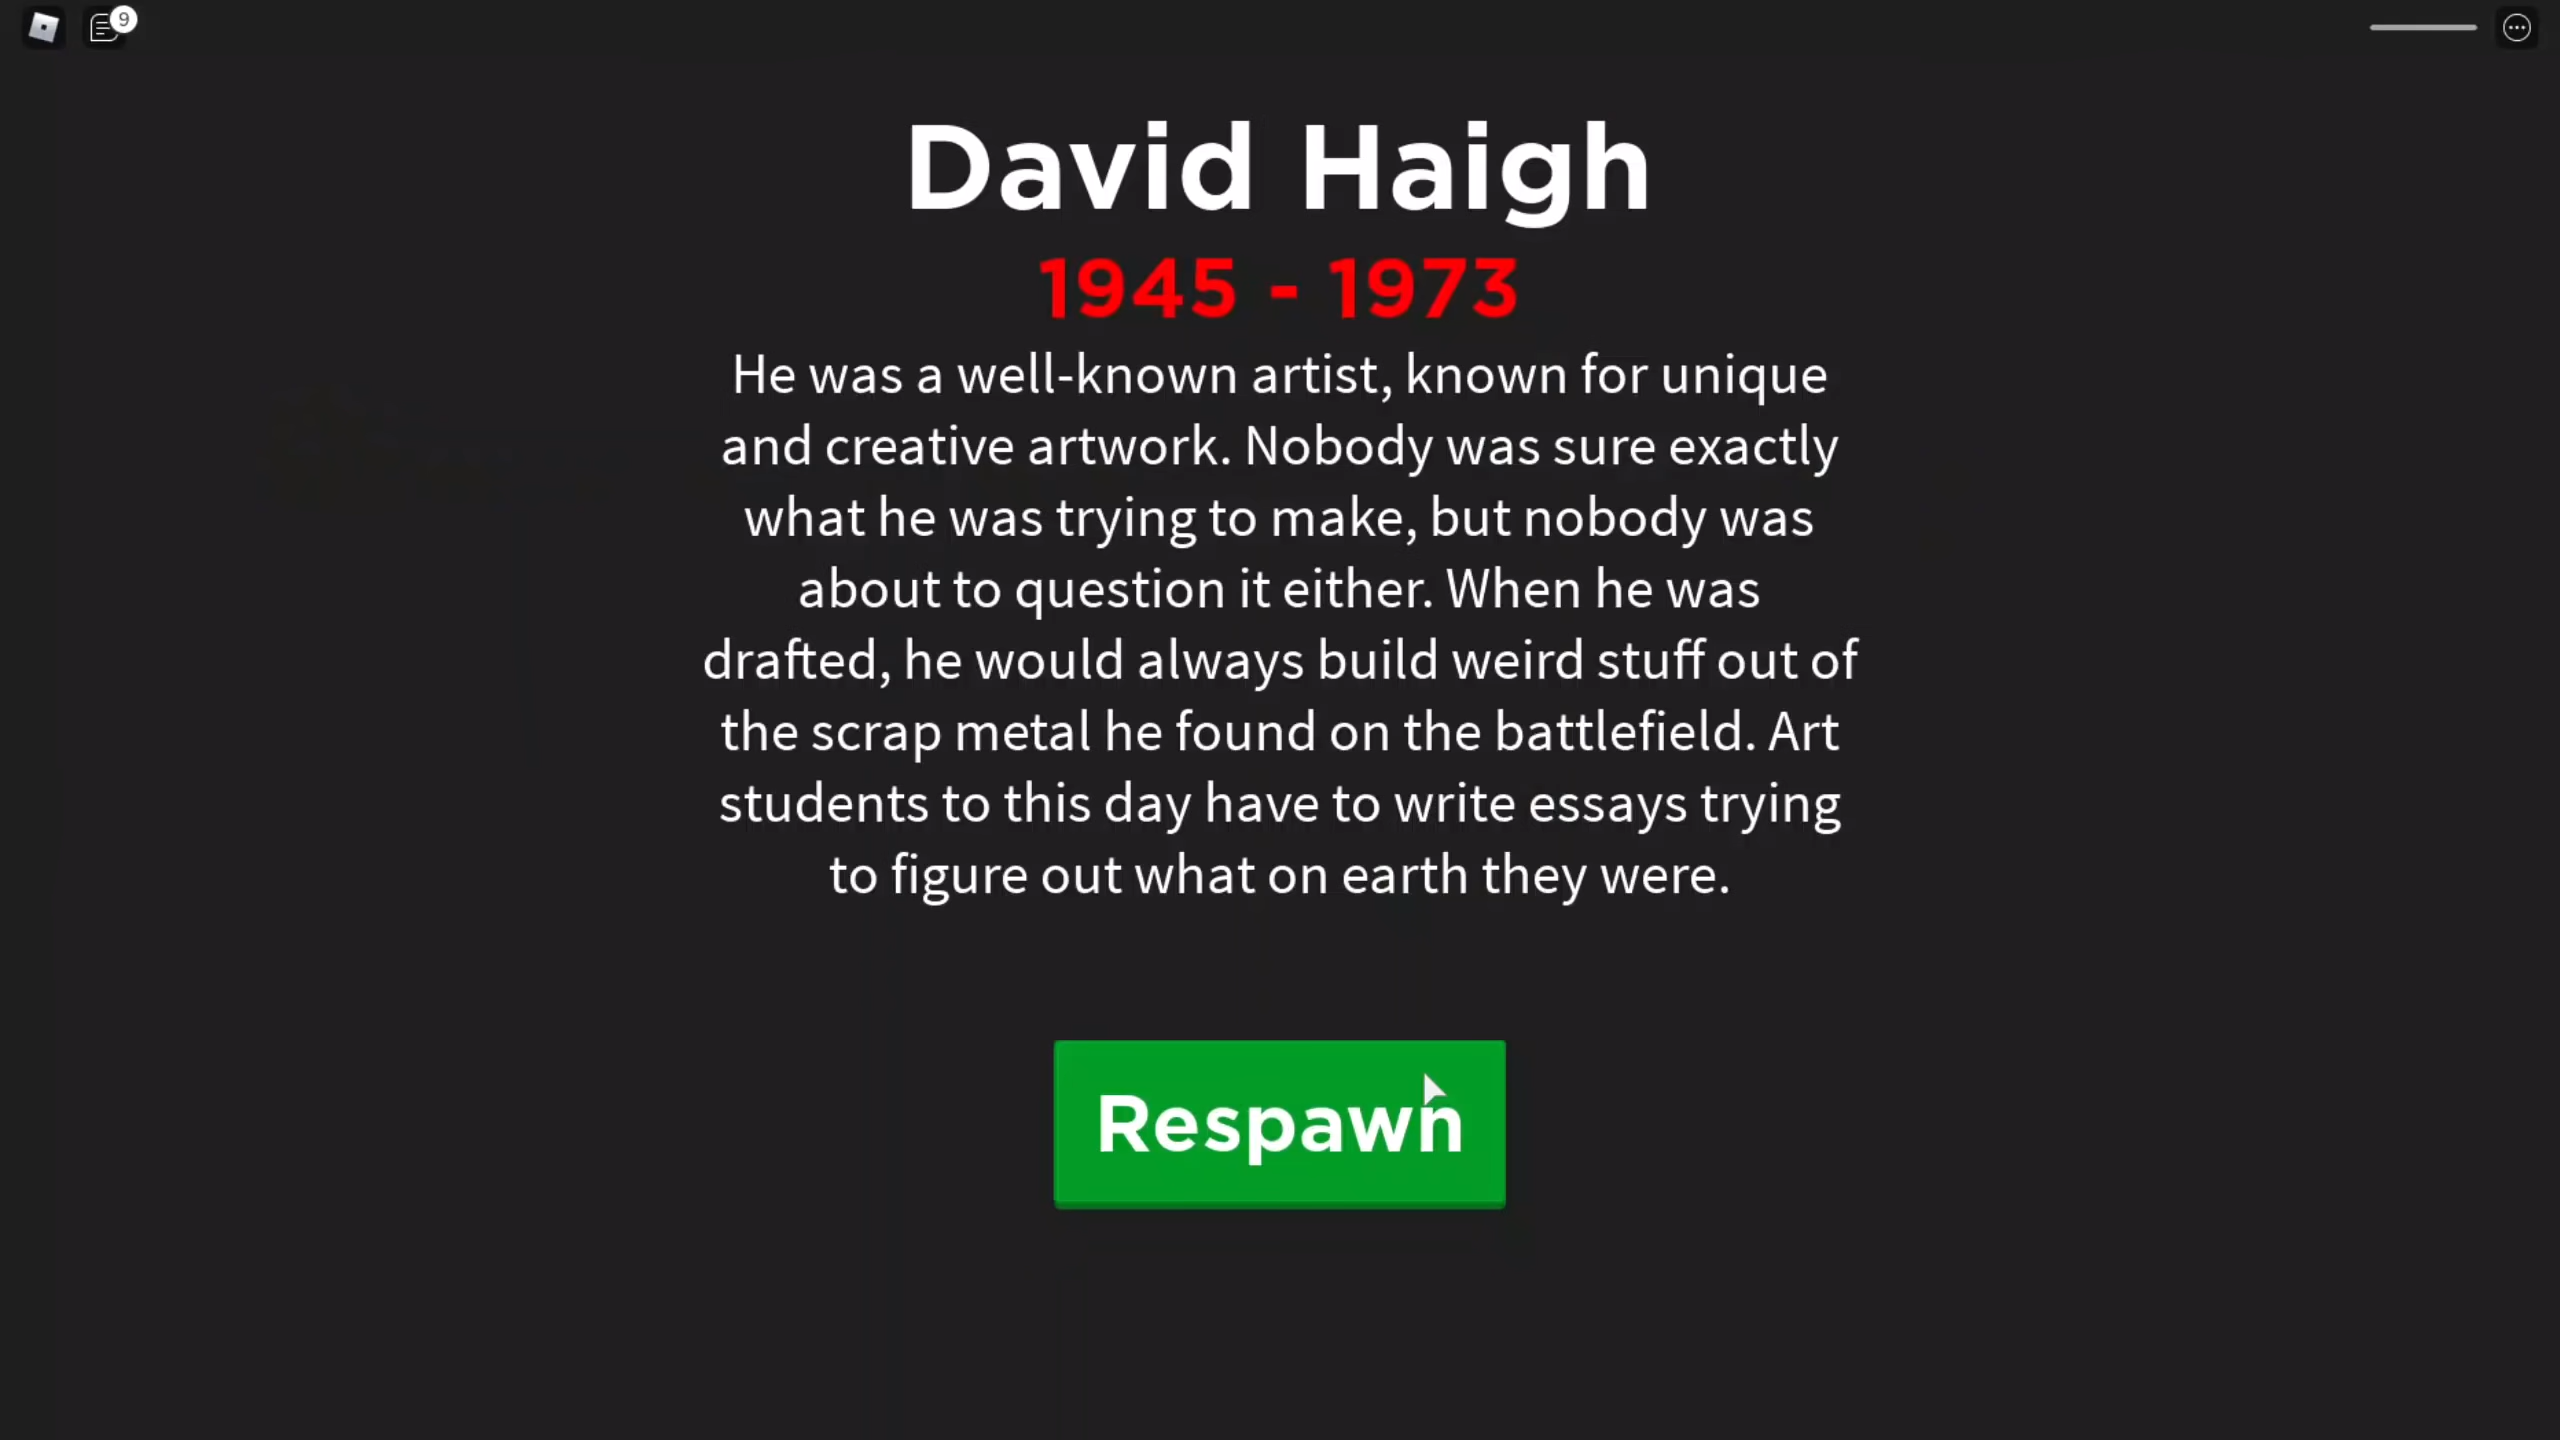 9
David Haigh
1945 - 1973
He was a well-known artist, known for unique
and creative artwork. Nobody was sure exactly
what he was trying to make, but nobody was
about to question it either. When he was
drafted, he would always build weird stuff out of
the scrap metal he found on the battlefield. Art
students to this day have to write essays trying
to figure out what on earth they were.
Respawn